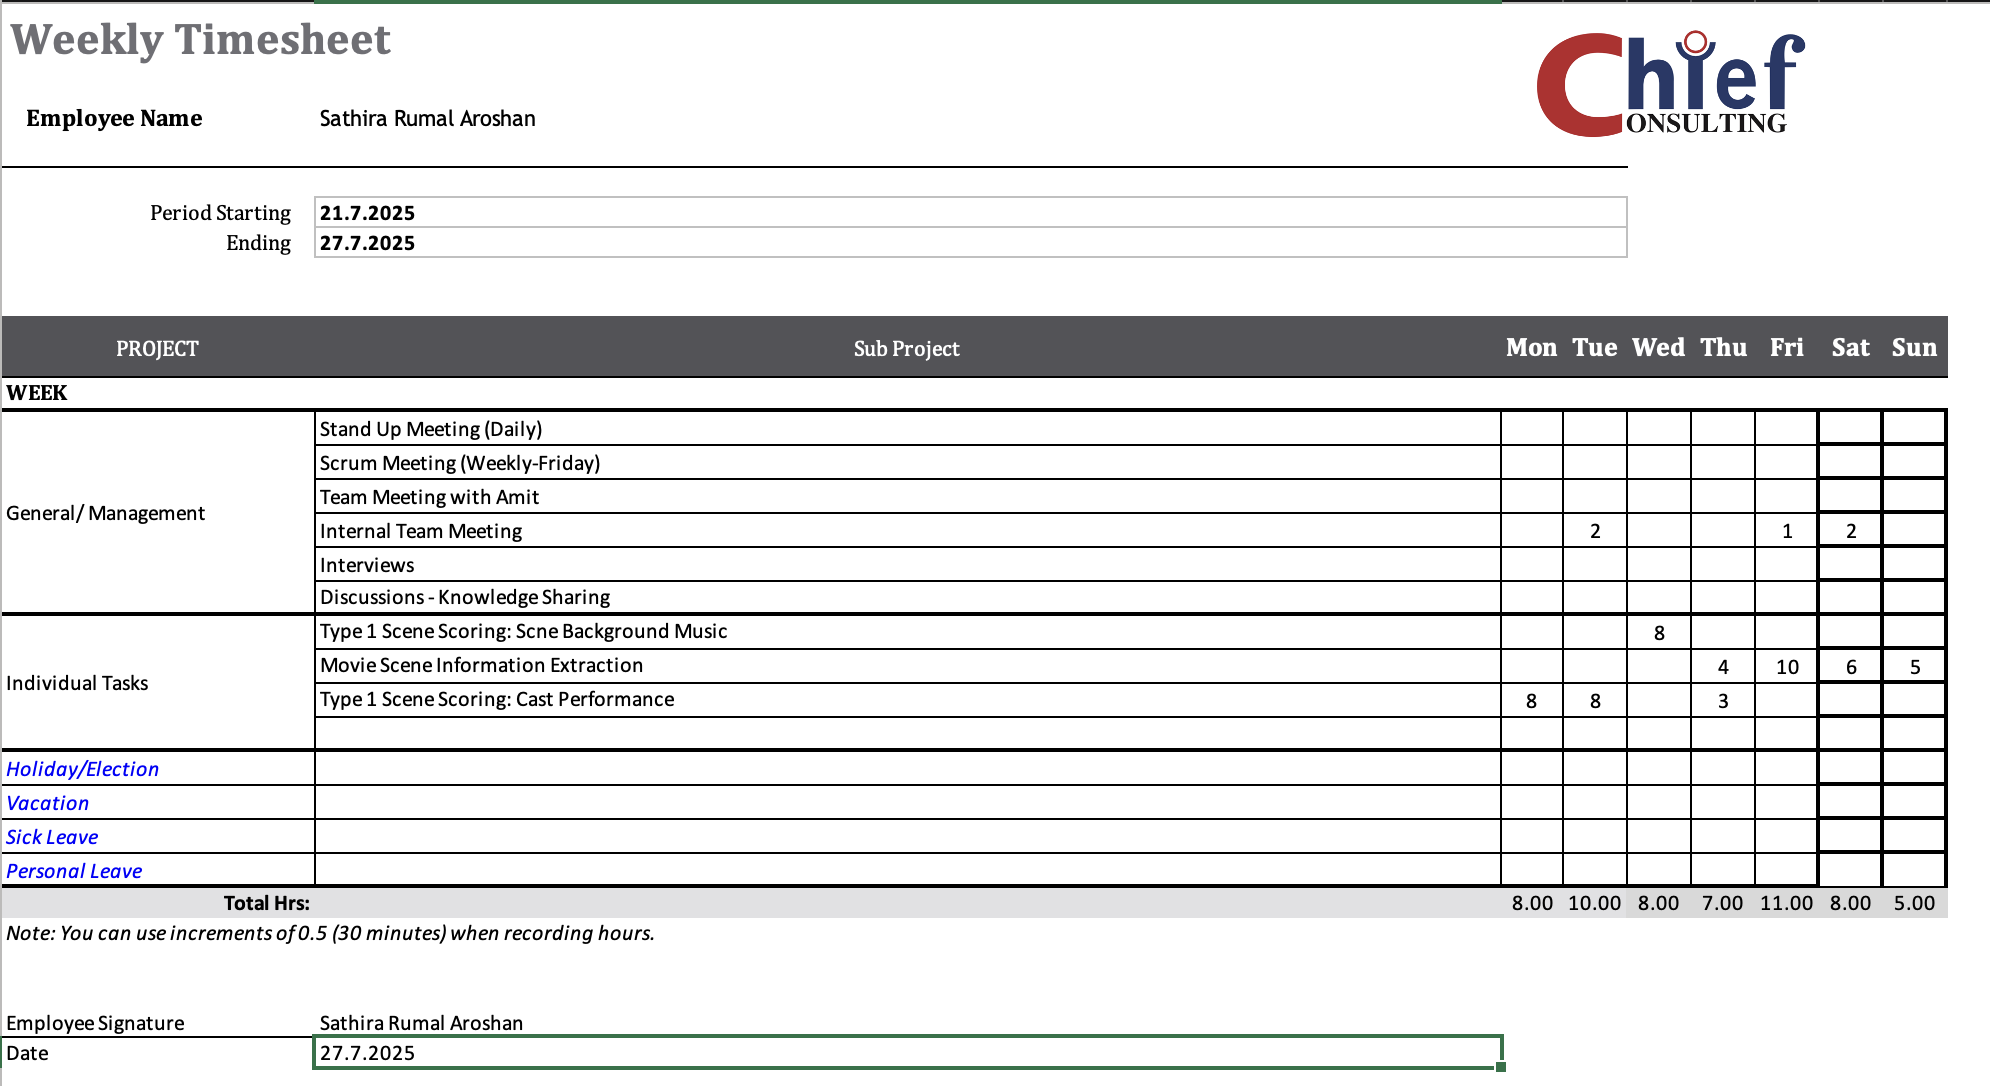 Weekly Timesheet
Chief
CONSULTING
Employee Name Sathira Rumal Aroshan
Period Starting 21.7.2025
Ending 27.7.2025
PROJECT Sub Project Mon Tue Wed Thu Fri Sat Sun
WEEK
Stand Up Meeting (Daily)
Scrum Meeting (Weekly-Friday)
Team Meeting with Amit
General/ Management
Internal Team Meeting 2 1 2
Interviews
Discussions - Knowledge Sharing
Type 1 Scene Scoring: Scne Background Music 8
Movie Scene Information Extraction 4 10 6 5
Individual Tasks
Type 1 Scene Scoring: Cast Performance 8 8 3
Holiday/Election
Vacation
Sick Leave
Personal Leave
Total Hrs: 8.00 10.00 8.00 7.00 11.00 8.00 5.00
Note: You can use increments of 0.5 (30 minutes) when recording hours.
Employee Signature Sathira Rumal Aroshan
Date 27.7.2025